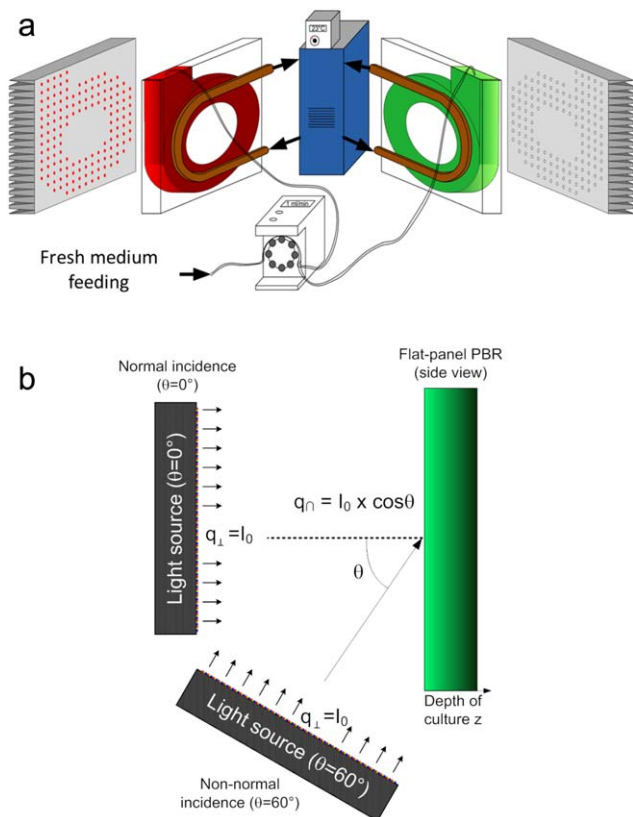 a
23°C
Fresh medium
feeding
b
Flat-panel PBR
(side view)
Normal incidence
(θ=0°)
Light source (θ=0°)
q⊥ =I₀
q∩ = I₀ x cosθ
θ
q⊥ =I₀
Light source (θ=60°)
Depth of
culture z
Non-normal
incidence (θ=60°)